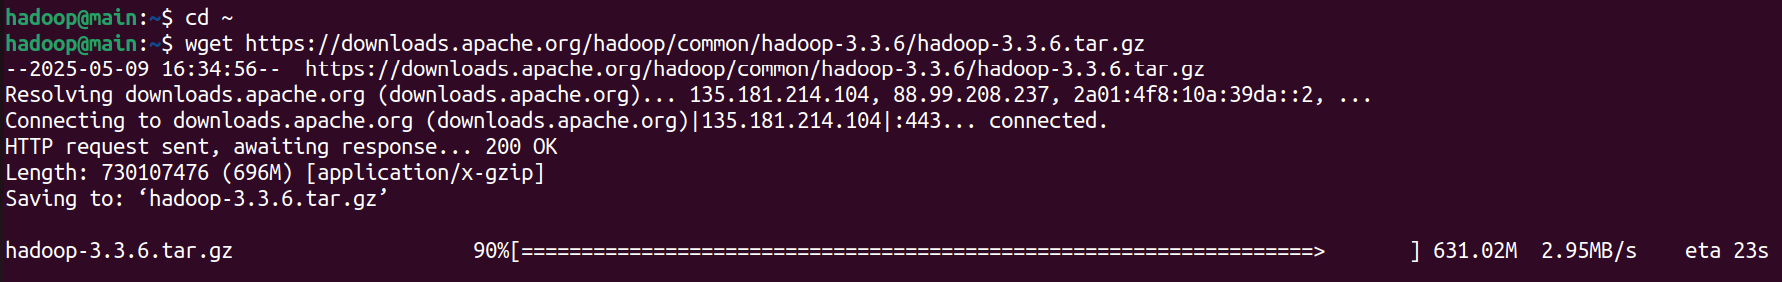 hadoop@main:~$ cd ~
hadoop@main:~$ wget https://downloads.apache.org/hadoop/common/hadoop-3.3.6/hadoop-3.3.6.tar.gz
--2025-05-09 16:34:56--  https://downloads.apache.org/hadoop/common/hadoop-3.3.6/hadoop-3.3.6.tar.gz
Resolving downloads.apache.org (downloads.apache.org)... 135.181.214.104, 88.99.208.237, 2a01:4f8:10a:39da::2, ...
Connecting to downloads.apache.org (downloads.apache.org)|135.181.214.104|:443... connected.
HTTP request sent, awaiting response... 200 OK
Length: 730107476 (696M) [application/x-gzip]
Saving to: ‘hadoop-3.3.6.tar.gz’
hadoop-3.3.6.tar.gz                    90%[==================================================================>       ] 631.02M  2.95MB/s    eta 23s